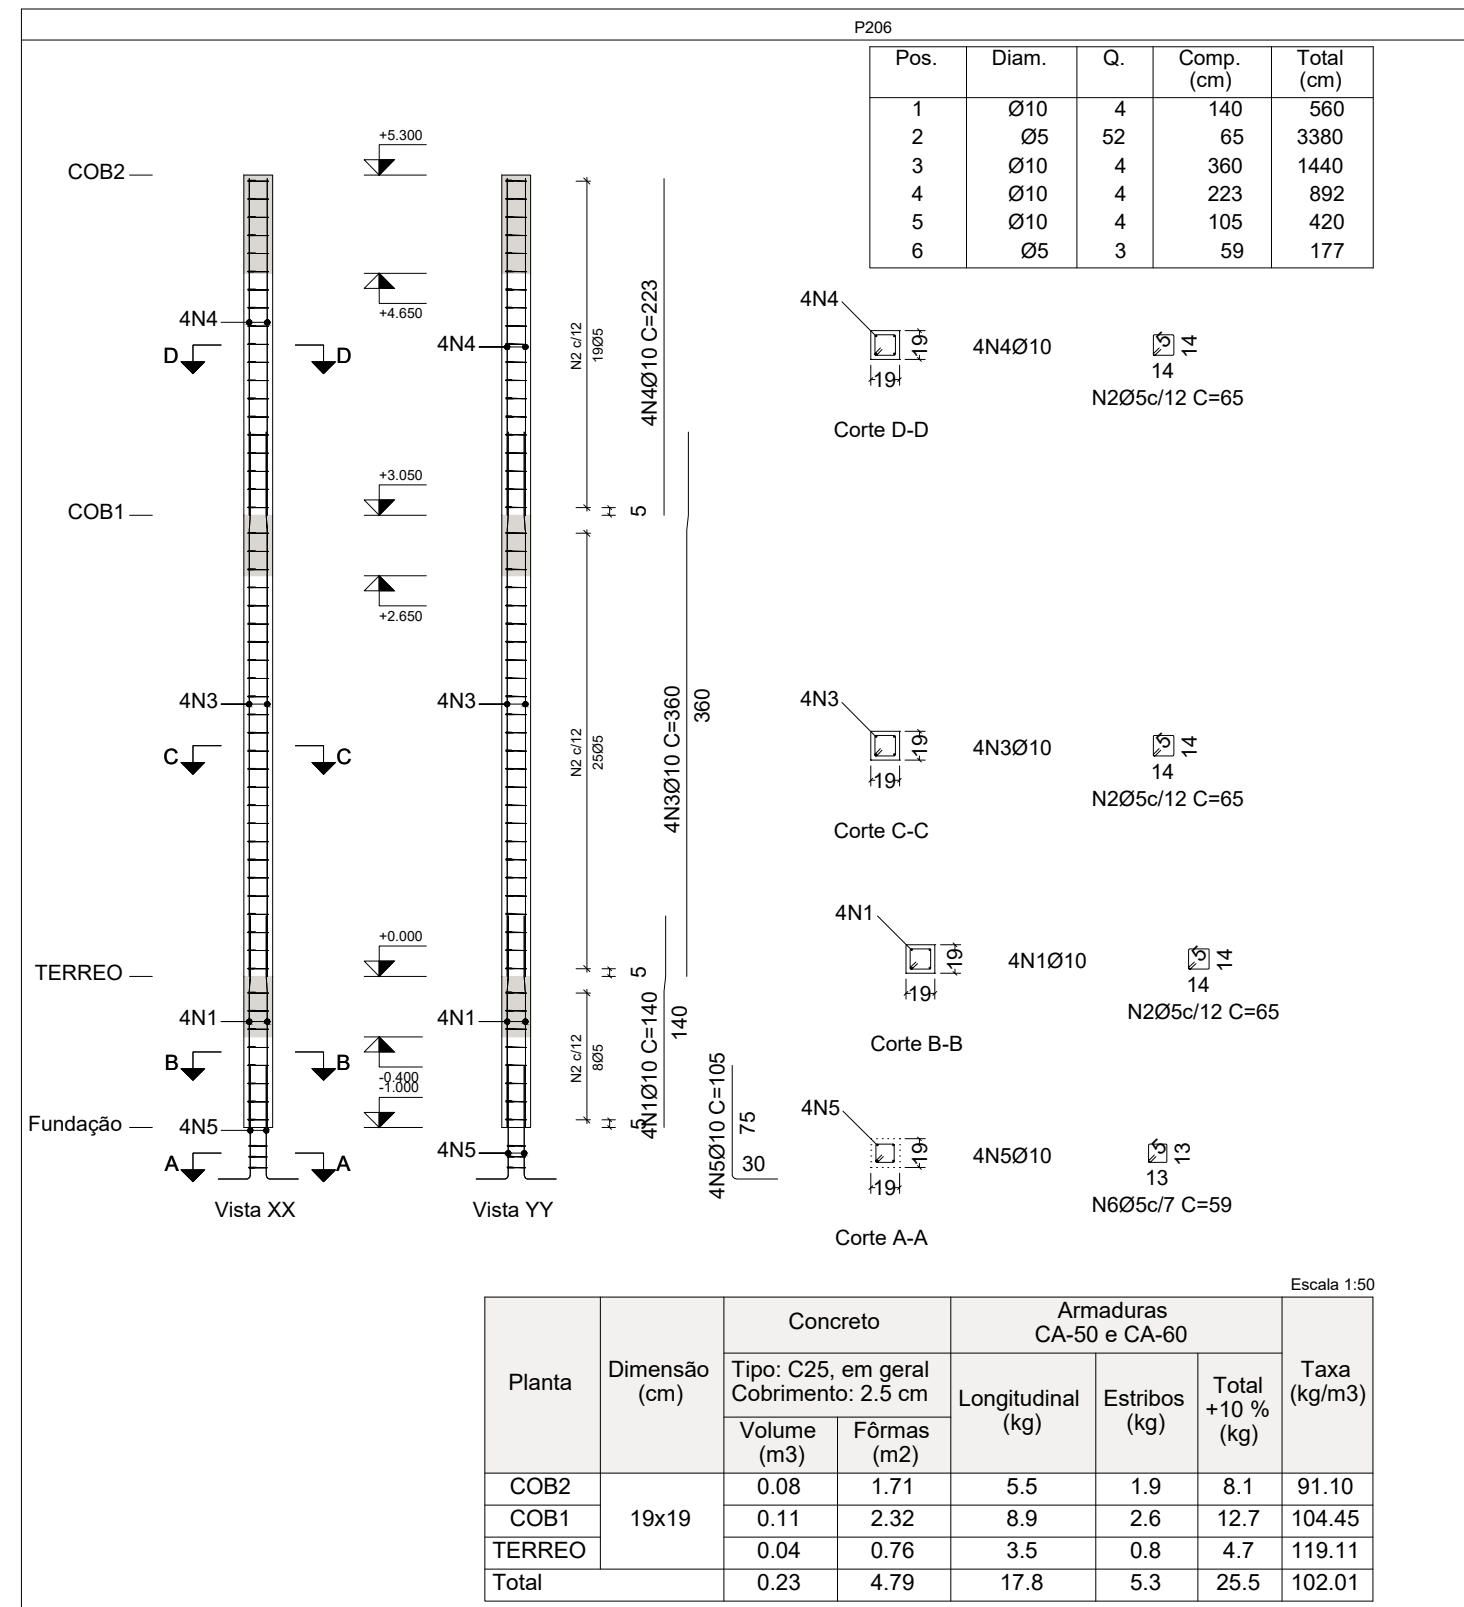 P206
Pos. Diam. Q. Comp. (cm) Total (cm)
1 Ø10 4 140 560
2 Ø5 52 65 3380
3 Ø10 4 360 1440
4 Ø10 4 223 892
5 Ø10 4 105 420
6 Ø5 3 59 177
COB2
+5.300
+4.650
4N4
4N4
D D
N2 c/12
19Ø5
4N4Ø10 C=223
4N4
19
19
4N4Ø10
5
14
14
N2Ø5c/12 C=65
Corte D-D
COB1
+3.050
5
+2.650
4N3
4N3
C C
N2 c/12
25Ø5
4N3Ø10 C=360
360
4N3
19
19
4N3Ø10
5
14
14
N2Ø5c/12 C=65
Corte C-C
TERREO
+0.000
5
4N1
4N1
B B
-0.400
N2 c/12
8Ø5
4N1Ø10 C=140
140
4N1
19
19
4N1Ø10
5
14
14
N2Ø5c/12 C=65
Corte B-B
Fundação
-1.000
5
4N5
4N5
A A
4N5Ø10 C=105
75
30
4N5
19
19
4N5Ø10
5
13
13
N6Ø5c/7 C=59
Corte A-A
Vista XX
Vista YY
Escala 1:50
Planta
Dimensão
(cm)
Concreto
Tipo: C25, em geral
Cobrimento: 2.5 cm
Volume
(m3)
Fôrmas
(m2)
Armaduras
CA-50 e CA-60
Longitudinal
(kg)
Estribos
(kg)
Total
+10 %
(kg)
Taxa
(kg/m3)
COB2 0.08 1.71 5.5 1.9 8.1 91.10
COB1 19x19 0.11 2.32 8.9 2.6 12.7 104.45
TERREO 0.04 0.76 3.5 0.8 4.7 119.11
Total 0.23 4.79 17.8 5.3 25.5 102.01